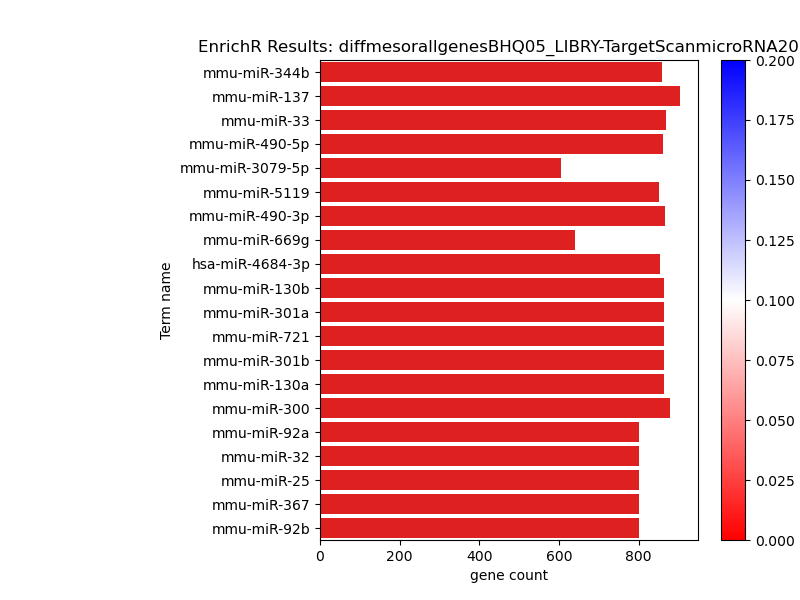 EnrichR Results: diffmesorallgenesBHQ05_LIBRY-TargetScanmicroRNA20
Term name
mmu-miR-344b
mmu-miR-137
mmu-miR-33
mmu-miR-490-5p
mmu-miR-3079-5p
mmu-miR-5119
mmu-miR-490-3p
mmu-miR-669g
hsa-miR-4684-3p
mmu-miR-130b
mmu-miR-301a
mmu-miR-721
mmu-miR-301b
mmu-miR-130a
mmu-miR-300
mmu-miR-92a
mmu-miR-32
mmu-miR-25
mmu-miR-367
mmu-miR-92b
0 200 400 600 800
gene count
0.200
0.175
0.150
0.125
0.100
0.075
0.050
0.025
0.000